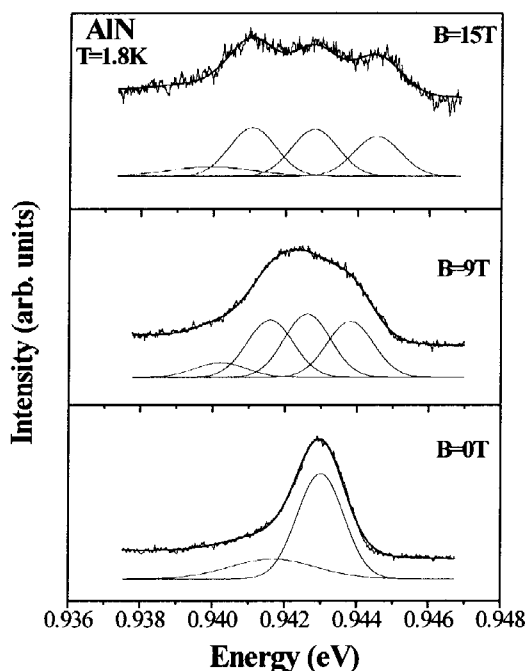 AlN
T=1.8K
B=15T
B=9T
B=0T
Intensity (arb. units)
0.936 0.938 0.940 0.942 0.944 0.946 0.948
Energy (eV)